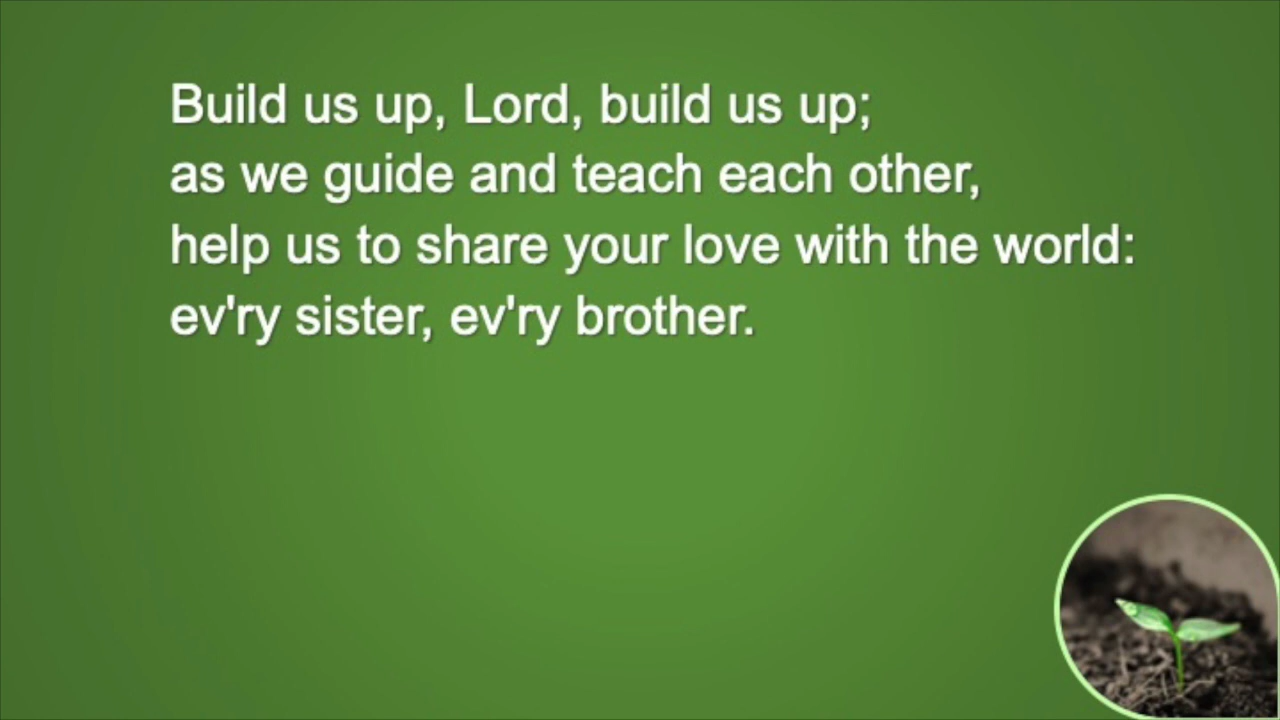 Build us up, Lord, build us up;
as we guide and teach each other,
help us to share your love with the world:
ev'ry sister, ev'ry brother.